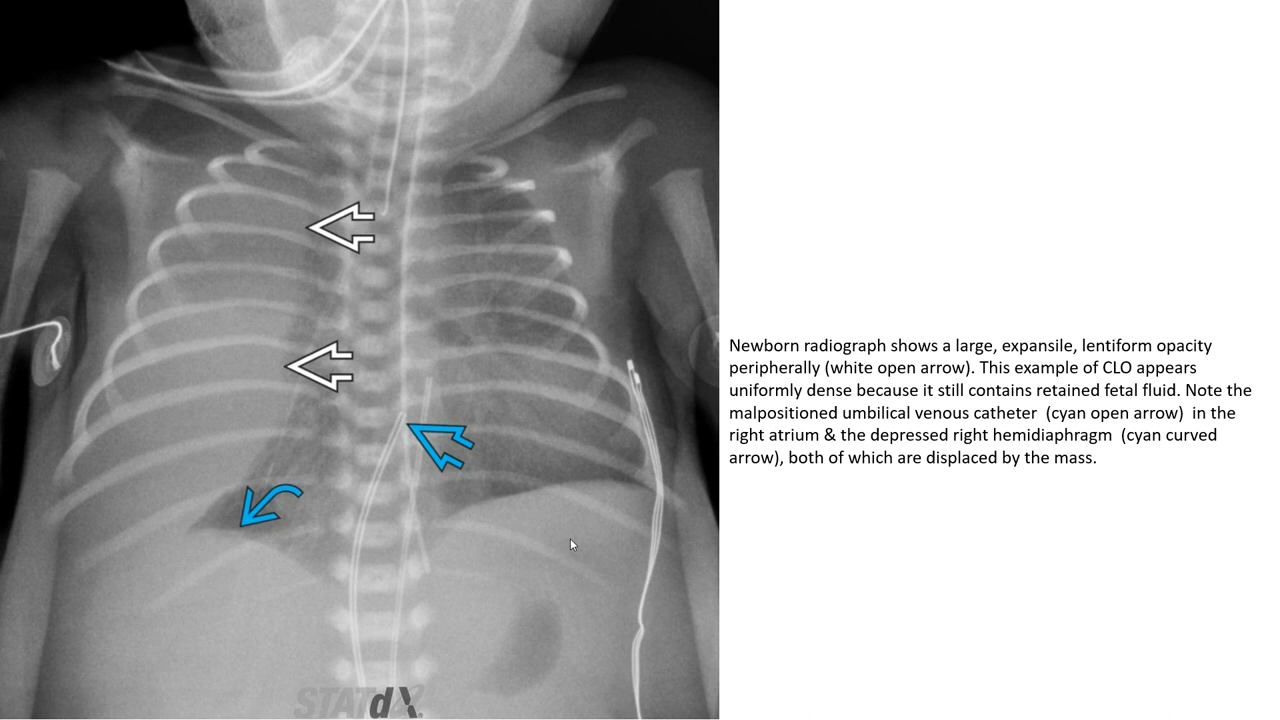 Newborn radiograph shows a large, expansile, lentiform opacity
peripherally (white open arrow). This example of CLO appears
uniformly dense because it still contains retained fetal fluid. Note the
malpositioned umbilical venous catheter  (cyan open arrow)  in the
right atrium & the depressed right hemidiaphragm  (cyan curved
arrow), both of which are displaced by the mass.
STATdX